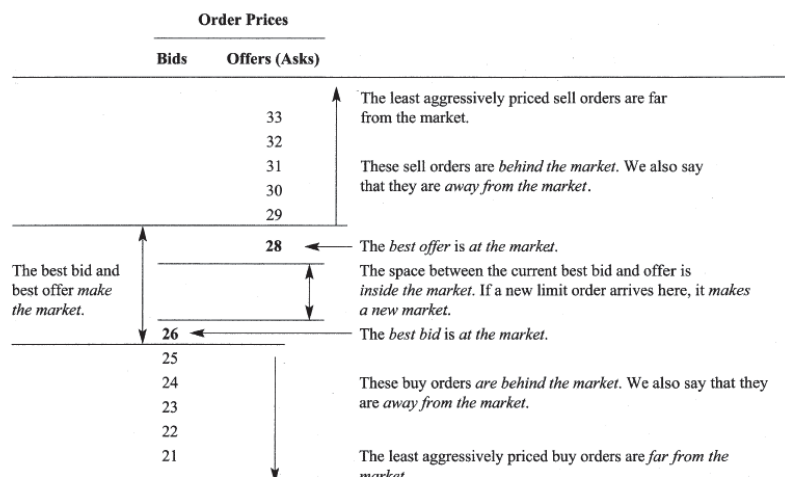 Order Prices
Bids Offers (Asks)
The least aggressively priced sell orders are far
33 from the market.
32
31 These sell orders are behind the market. We also say
30 that they are away from the market.
29
28 The best offer is at the market.
The best bid and The space between the current best bid and offer is
best offer make inside the market. If a new limit order arrives here, it makes
the market. a new market.
26 The best bid is at the market.
25
24 These buy orders are behind the market. We also say that they
23 are away from the market.
22
21 The least aggressively priced buy orders are far from the
market.